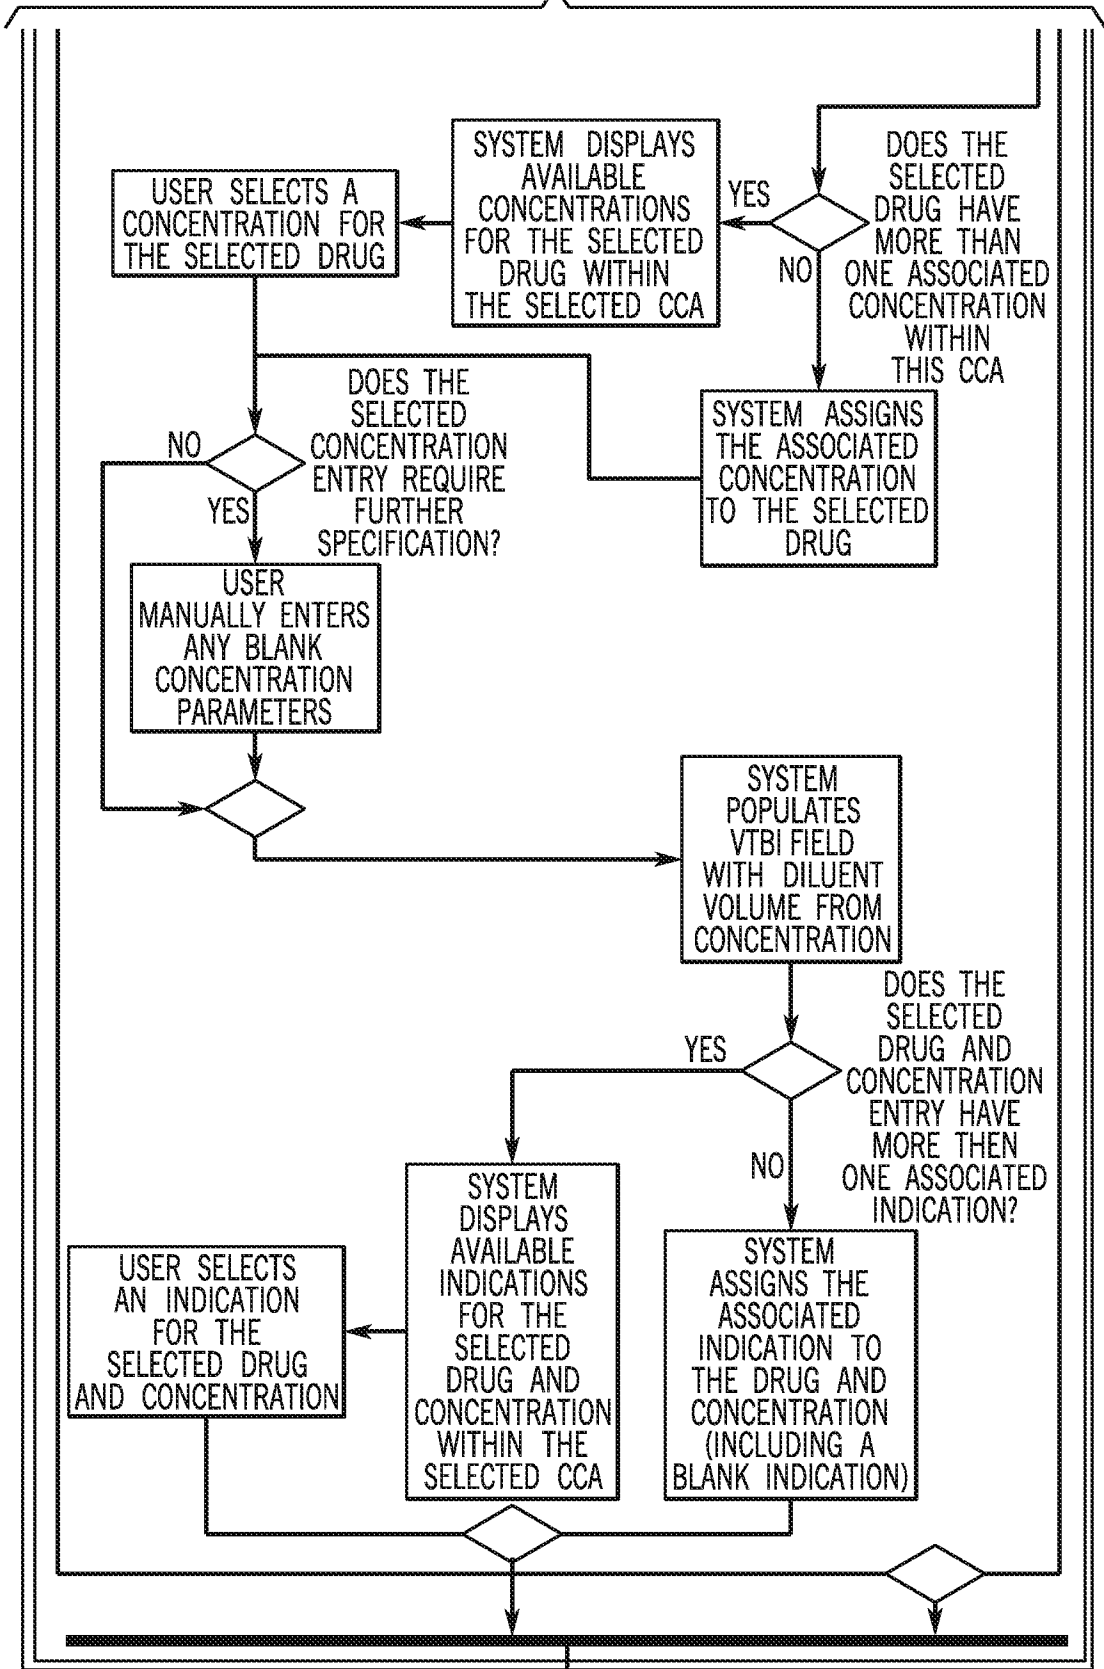 DOES THE
SELECTED
DRUG HAVE
MORE THAN
ONE ASSOCIATED
CONCENTRATION
WITHIN
THIS CCA
YES
NO
SYSTEM DISPLAYS
AVAILABLE
CONCENTRATIONS
FOR THE SELECTED
DRUG WITHIN
THE SELECTED CCA
USER SELECTS A
CONCENTRATION FOR
THE SELECTED DRUG
SYSTEM ASSIGNS
THE ASSOCIATED
CONCENTRATION
TO THE SELECTED
DRUG
DOES THE
SELECTED
CONCENTRATION
ENTRY REQUIRE
FURTHER
SPECIFICATION?
NO
YES
USER
MANUALLY ENTERS
ANY BLANK
CONCENTRATION
PARAMETERS
SYSTEM
POPULATES
VTBI FIELD
WITH DILUENT
VOLUME FROM
CONCENTRATION
DOES THE
SELECTED
DRUG AND
CONCENTRATION
ENTRY HAVE
MORE THEN
ONE ASSOCIATED
INDICATION?
YES
NO
SYSTEM
DISPLAYS
AVAILABLE
INDICATIONS
FOR THE
SELECTED
DRUG AND
CONCENTRATION
WITHIN THE
SELECTED CCA
USER SELECTS
AN INDICATION
FOR THE
SELECTED DRUG
AND CONCENTRATION
SYSTEM
ASSIGNS THE
ASSOCIATED
INDICATION TO
THE DRUG AND
CONCENTRATION
(INCLUDING A
BLANK INDICATION)